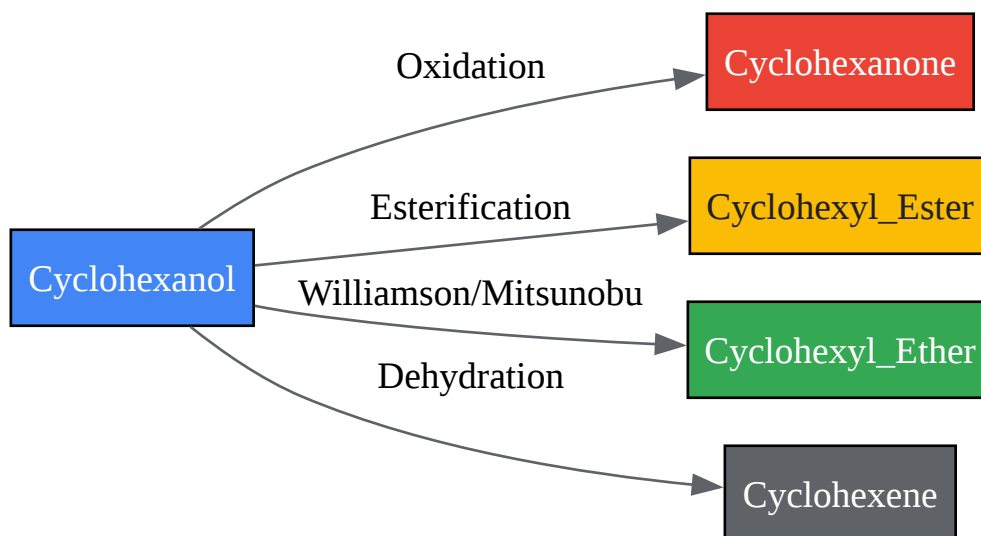 Oxidation
Cyclohexanone
Esterification
Cyclohexyl_Ester
Cyclohexanol
Williamson/Mitsunobu
Cyclohexyl_Ether
Dehydration
Cyclohexene